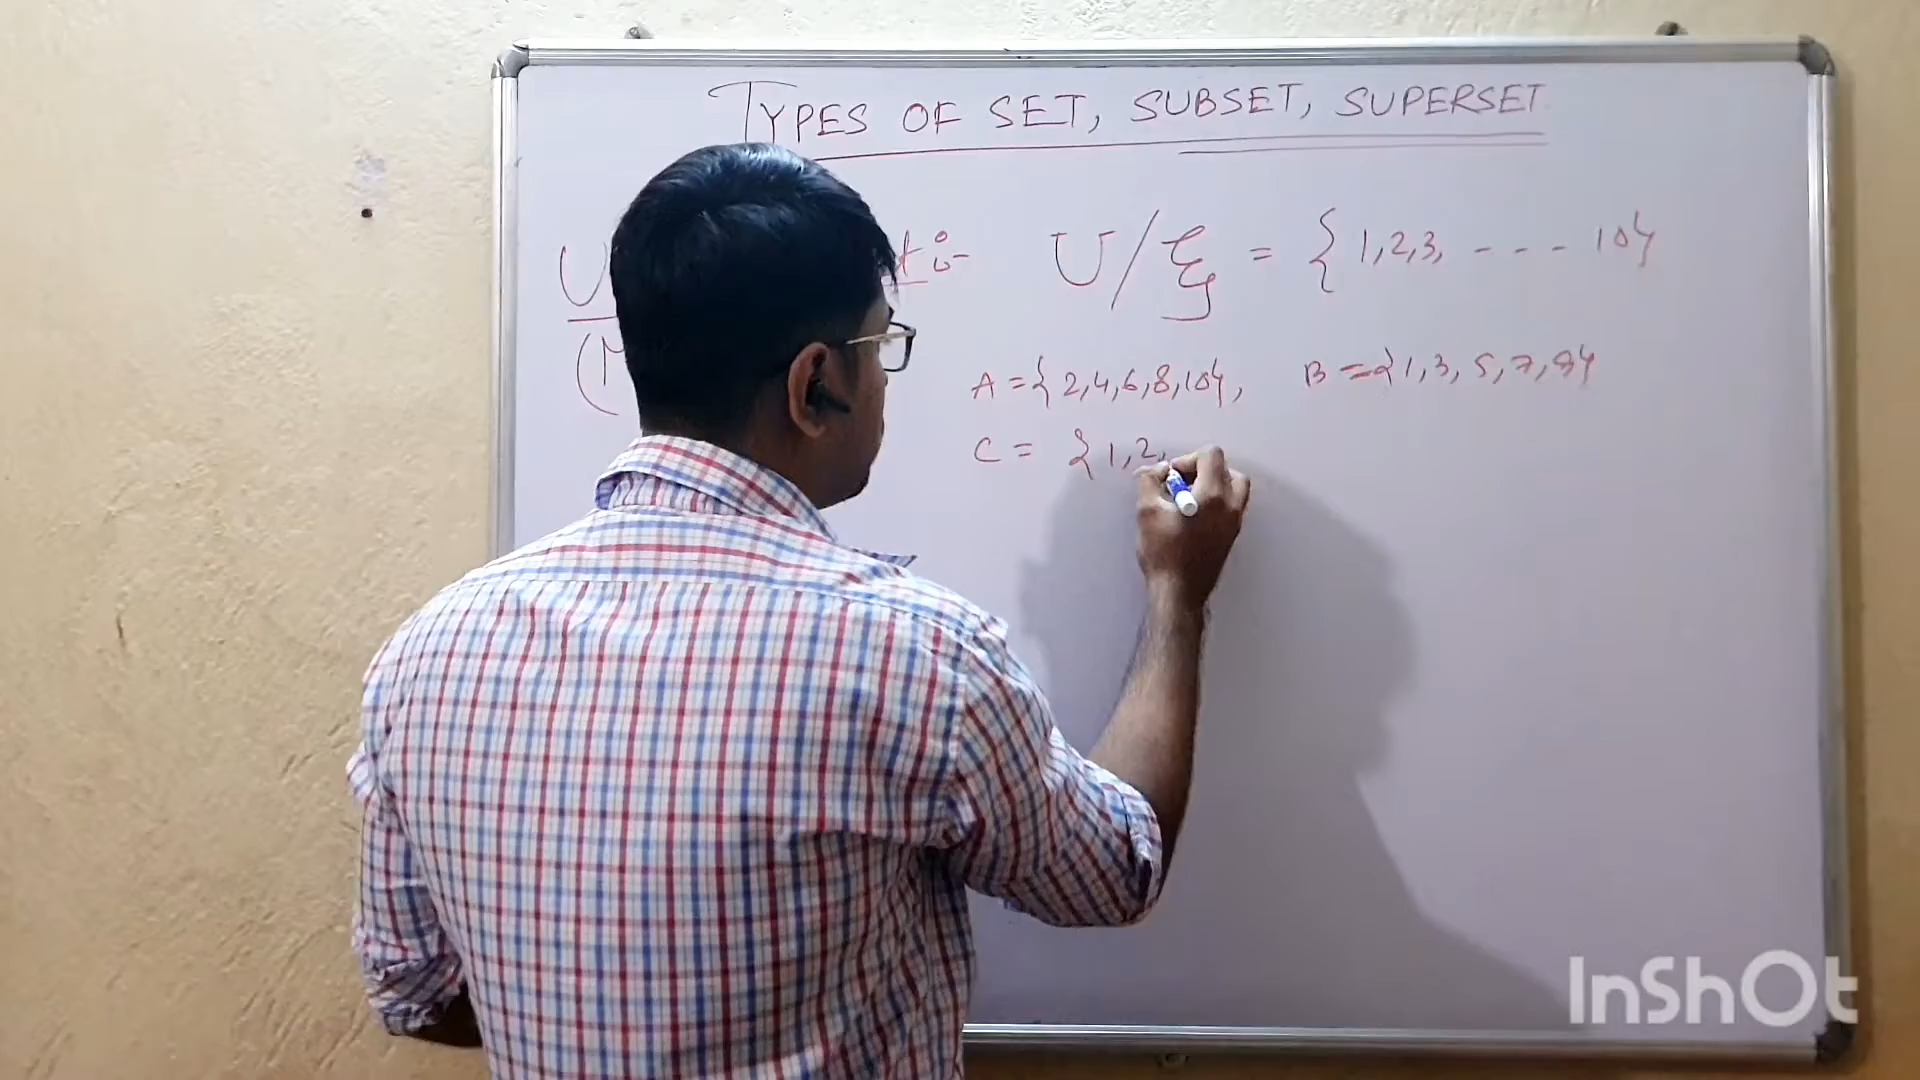 TYPES OF SET, SUBSET, SUPERSET
U/ξ = {1,2,3, - - - - 10}
A = {2,4,6,8,10}, B = {1,3,5,7,9}
C = {1,2,
InShOt